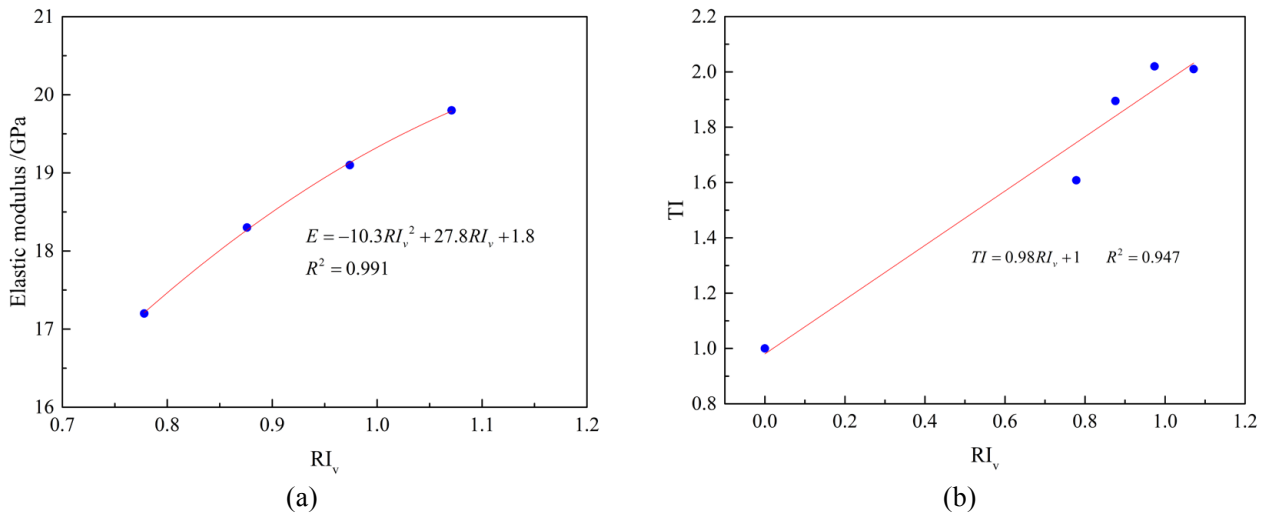 21
20
19
18
17
16
Elastic modulus /GPa
E = −10.3RIᵥ² + 27.8RIᵥ + 1.8
R² = 0.991
0.7 0.8 0.9 1.0 1.1 1.2
RIᵥ
(a)
2.2
2.0
1.8
1.6
1.4
1.2
1.0
0.8
TI
TI = 0.98RIᵥ + 1 R² = 0.947
0.0 0.2 0.4 0.6 0.8 1.0 1.2
RIᵥ
(b)